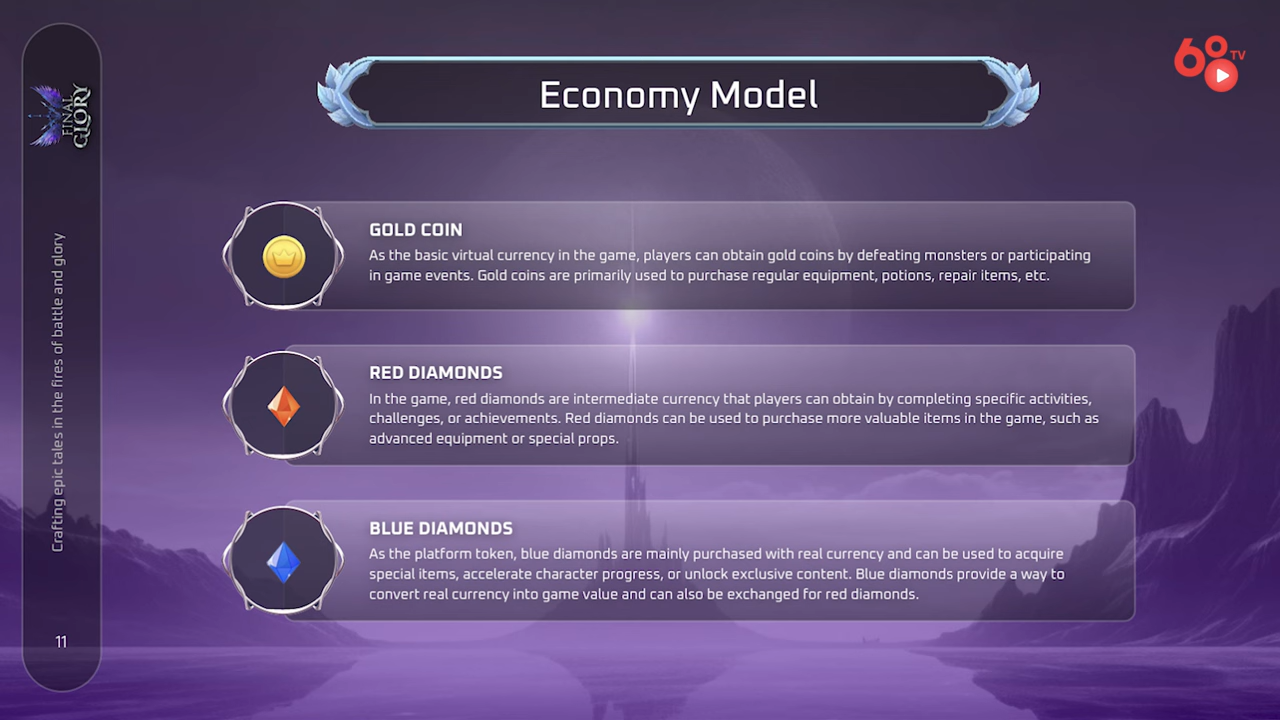 FINAL
GLORY
Crafting epic tales in the fires of battle and glory
11
60 TV
Economy Model
GOLD COIN
As the basic virtual currency in the game, players can obtain gold coins by defeating monsters or participating
in game events. Gold coins are primarily used to purchase regular equipment, potions, repair items, etc.
RED DIAMONDS
In the game, red diamonds are intermediate currency that players can obtain by completing specific activities,
challenges, or achievements. Red diamonds can be used to purchase more valuable items in the game, such as
advanced equipment or special props.
BLUE DIAMONDS
As the platform token, blue diamonds are mainly purchased with real currency and can be used to acquire
special items, accelerate character progress, or unlock exclusive content. Blue diamonds provide a way to
convert real currency into game value and can also be exchanged for red diamonds.